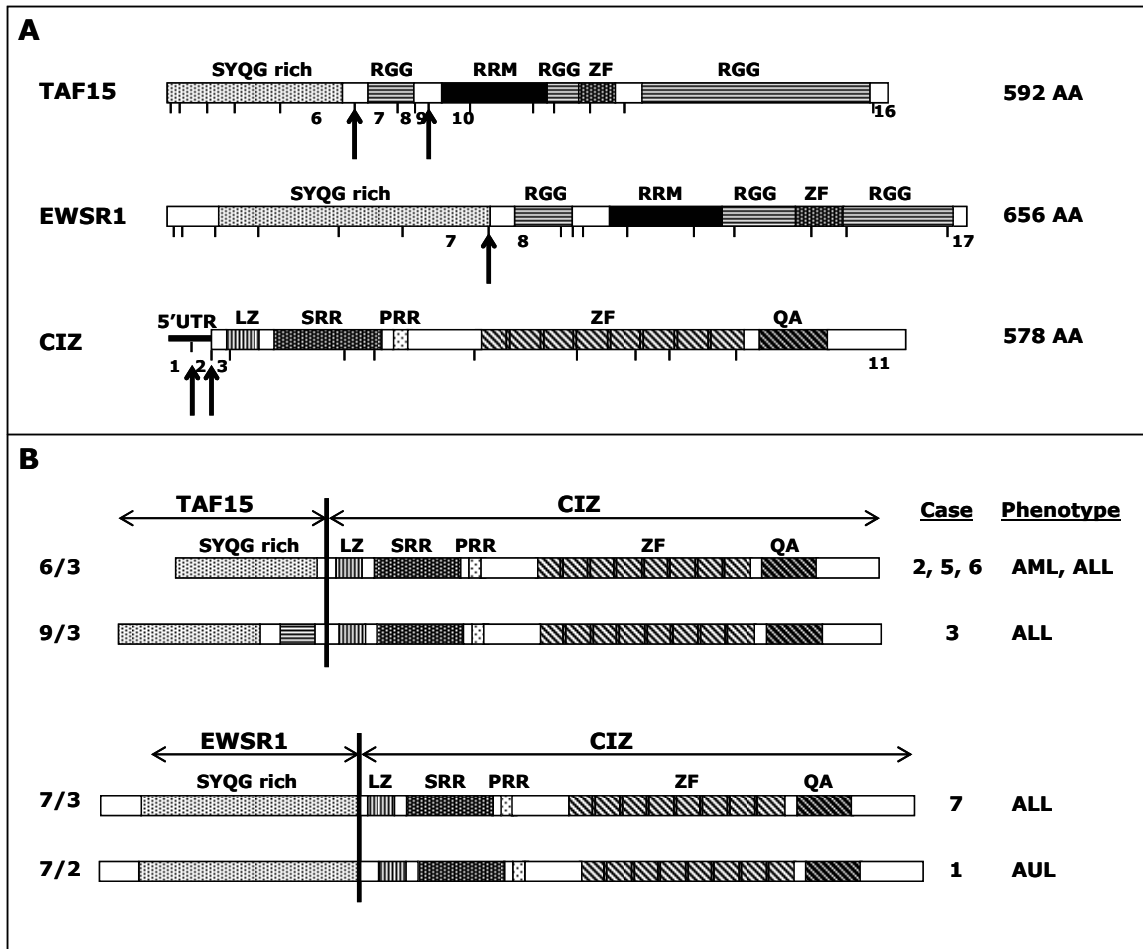 A
SYQG rich RGG RRM RGG ZF RGG
TAF15 592 AA
6 7 8 9 10 16
SYQG rich RGG RRM RGG ZF RGG
EWSR1 656 AA
7 8 17
5'UTR LZ SRR PRR ZF QA
CIZ 578 AA
1 2 3 11
B
TAF15 CIZ Case Phenotype
SYQG rich LZ SRR PRR ZF QA
6/3 2, 5, 6 AML, ALL
9/3 3 ALL
EWSR1 CIZ
SYQG rich LZ SRR PRR ZF QA
7/3 7 ALL
7/2 1 AUL